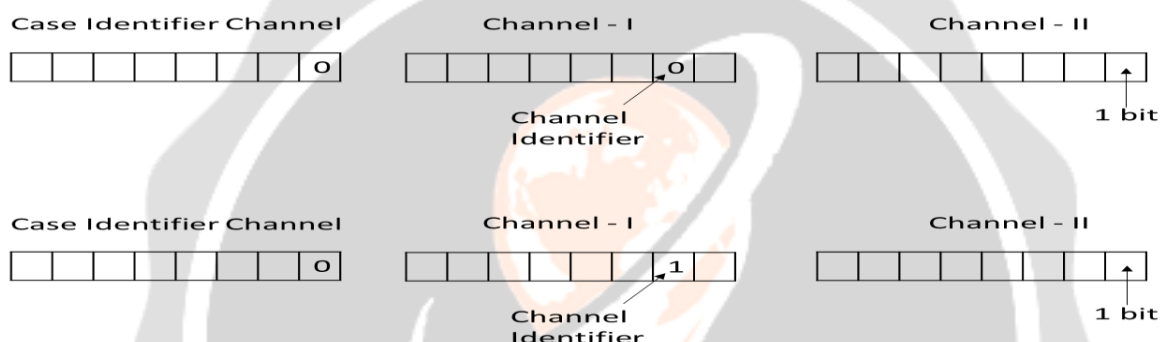 Case Identifier Channel Channel - I Channel - II
0 0
Channel 1 bit
Identifier
Case Identifier Channel Channel - I Channel - II
0 1
Channel 1 bit
Identifier